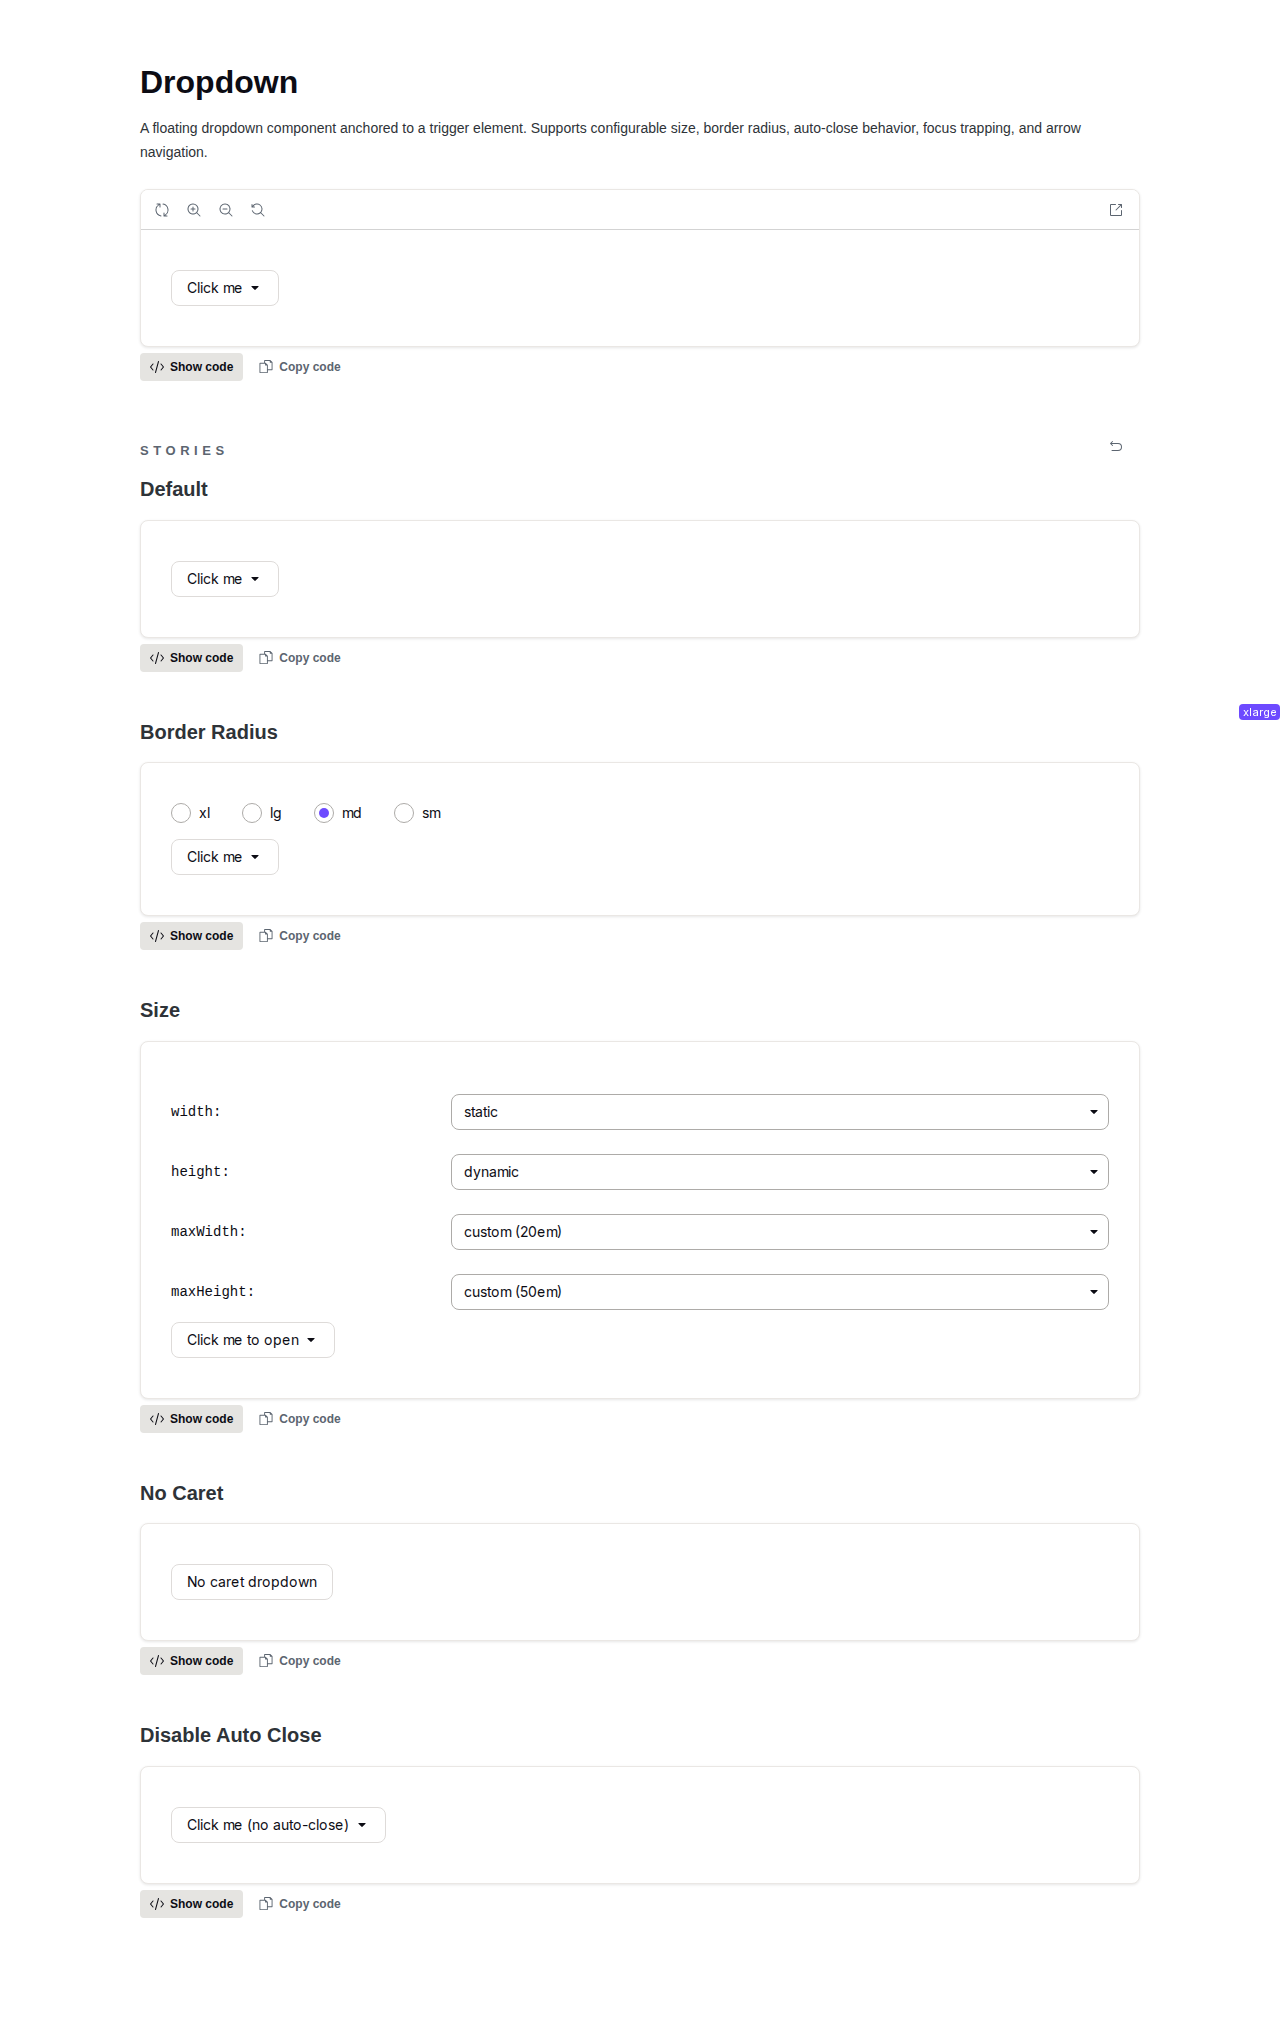 Dropdown
A floating dropdown component anchored to a trigger element. Supports configurable size, border radius, auto-close behavior, focus trapping, and arrow
navigation.
Click me
Show code Copy code
STORIES
Default
Click me
Show code Copy code
xlarge
Border Radius
xl lg md sm
Click me
Show code Copy code
Size
width: static
height: dynamic
maxWidth: custom (20em)
maxHeight: custom (50em)
Click me to open
Show code Copy code
No Caret
No caret dropdown
Show code Copy code
Disable Auto Close
Click me (no auto-close)
Show code Copy code